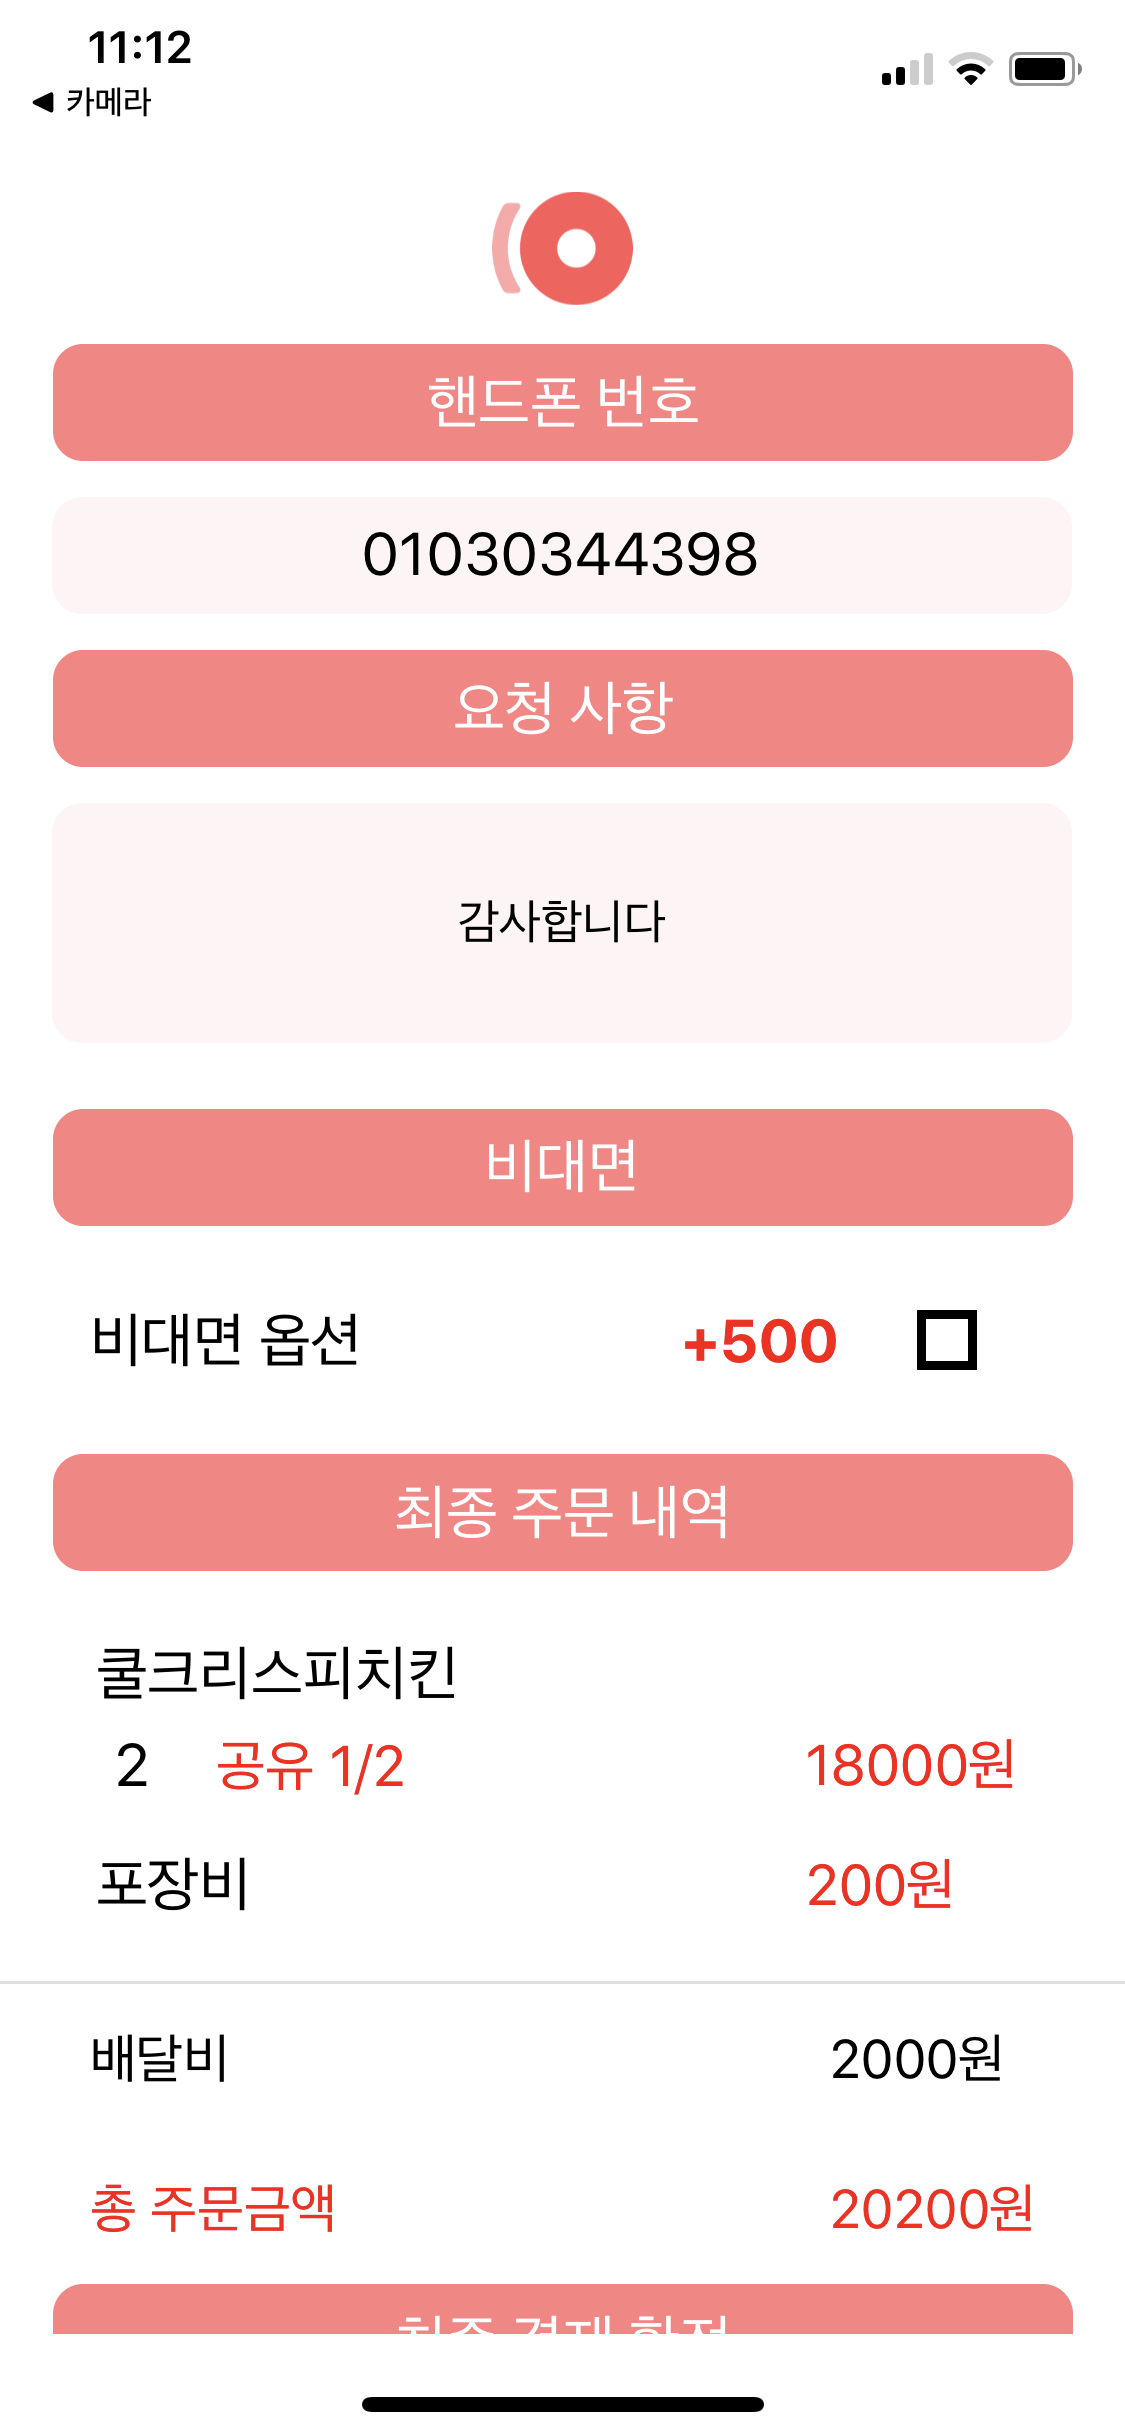 11:12
◀ 카메라
핸드폰 번호
01030344398
요청 사항
감사합니다
비대면
비대면 옵션 +500
최종 주문 내역
쿨크리스피치킨
2 공유 1/2 18000원
포장비 200원
배달비 2000원
총 주문금액 20200원